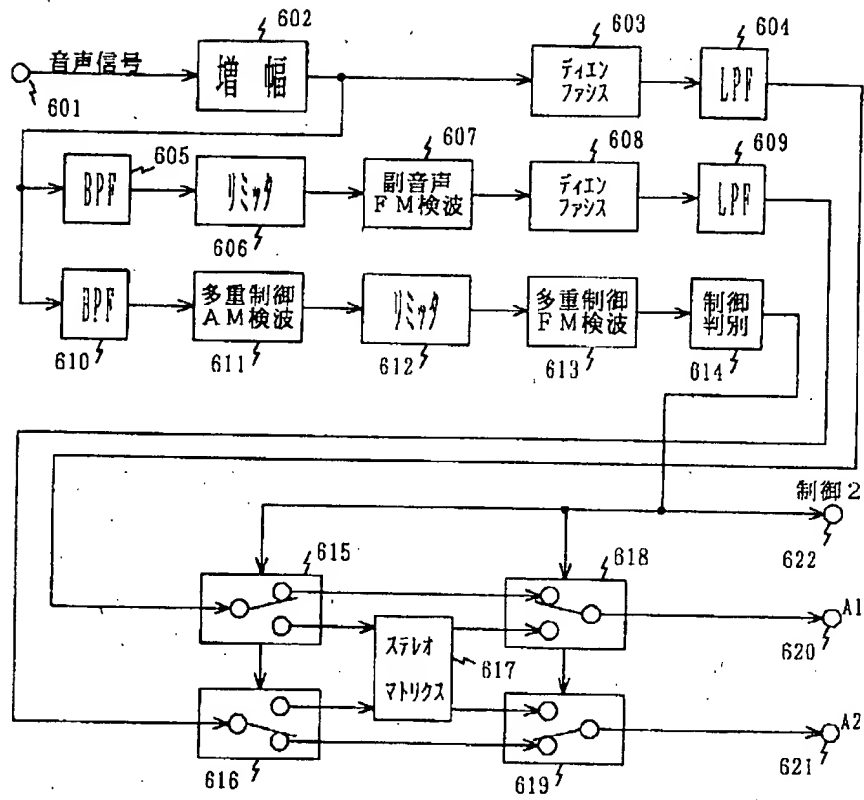 602
603
604
音声信号
増幅
ディエン
ファシス
LPF
601
605
607
608
609
BPF
リミッタ
副音声
FM検波
ディエン
ファシス
LPF
606
BPF
多重制御
AM検波
リミッタ
多重制御
FM検波
制御
判別
610
611
612
613
614
制御2
622
615
618
A1
620
ステレオ
マトリクス
617
A2
616
619
621